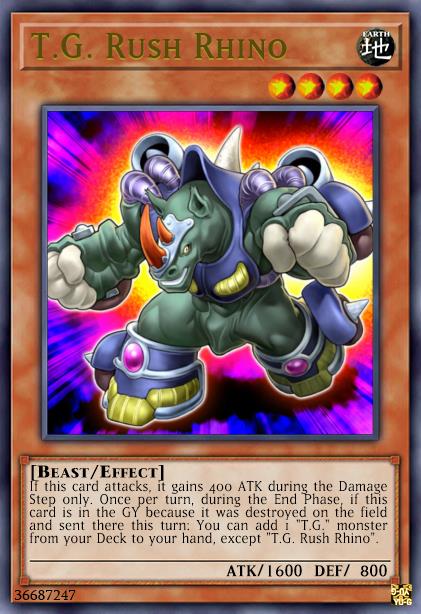 T.G. Rush Rhino
EARTH
地
[Beast/Effect]
If this card attacks, it gains 400 ATK during the Damage
Step only. Once per turn, during the End Phase, if this
card is in the GY because it was destroyed on the field
and sent there this turn: You can add 1 "T.G." monster
from your Deck to your hand, except "T.G. Rush Rhino".
ATK/1600 DEF/ 800
36687247